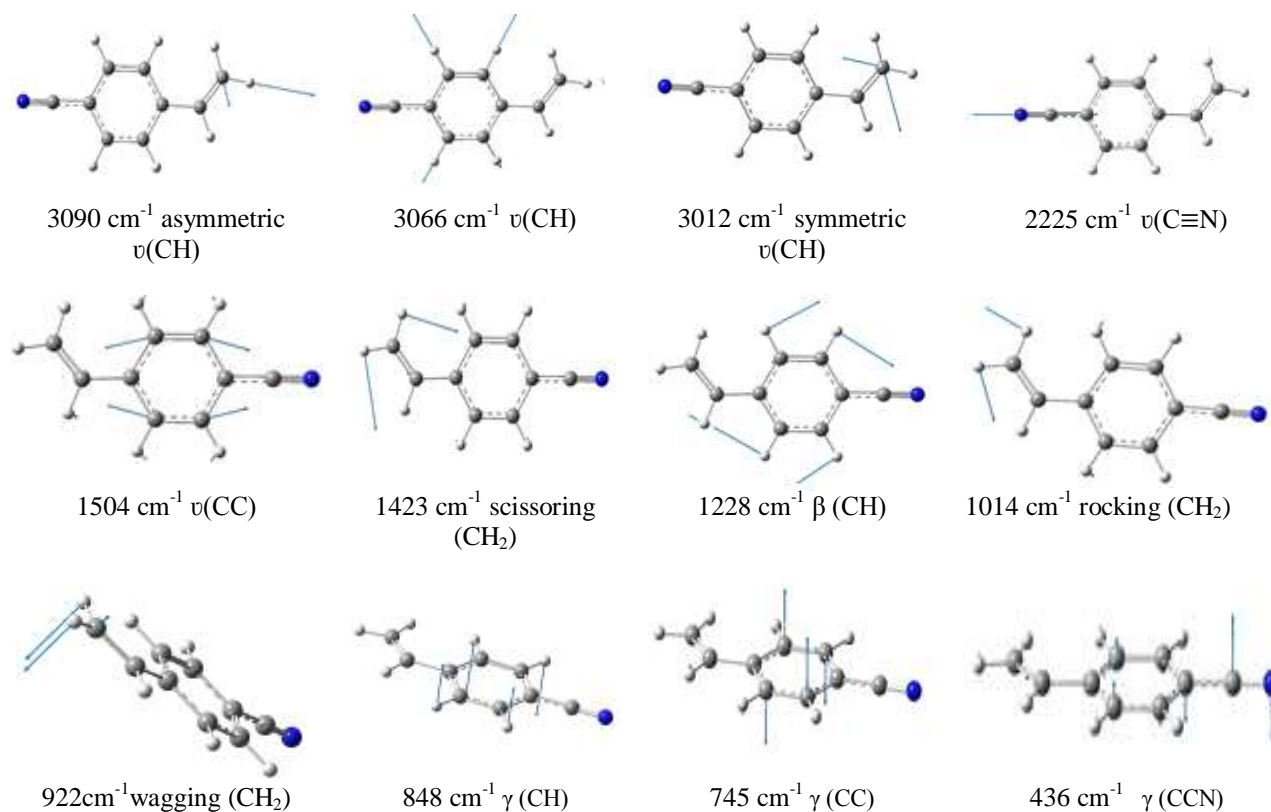 3090 cm⁻¹ asymmetric
υ(CH)
3066 cm⁻¹ υ(CH)
3012 cm⁻¹ symmetric
υ(CH)
2225 cm⁻¹ υ(C≡N)
1504 cm⁻¹ υ(CC)
1423 cm⁻¹ scissoring
(CH₂)
1228 cm⁻¹ β (CH)
1014 cm⁻¹ rocking (CH₂)
922cm⁻¹wagging (CH₂)
848 cm⁻¹ γ (CH)
745 cm⁻¹ γ (CC)
436 cm⁻¹ γ (CCN)